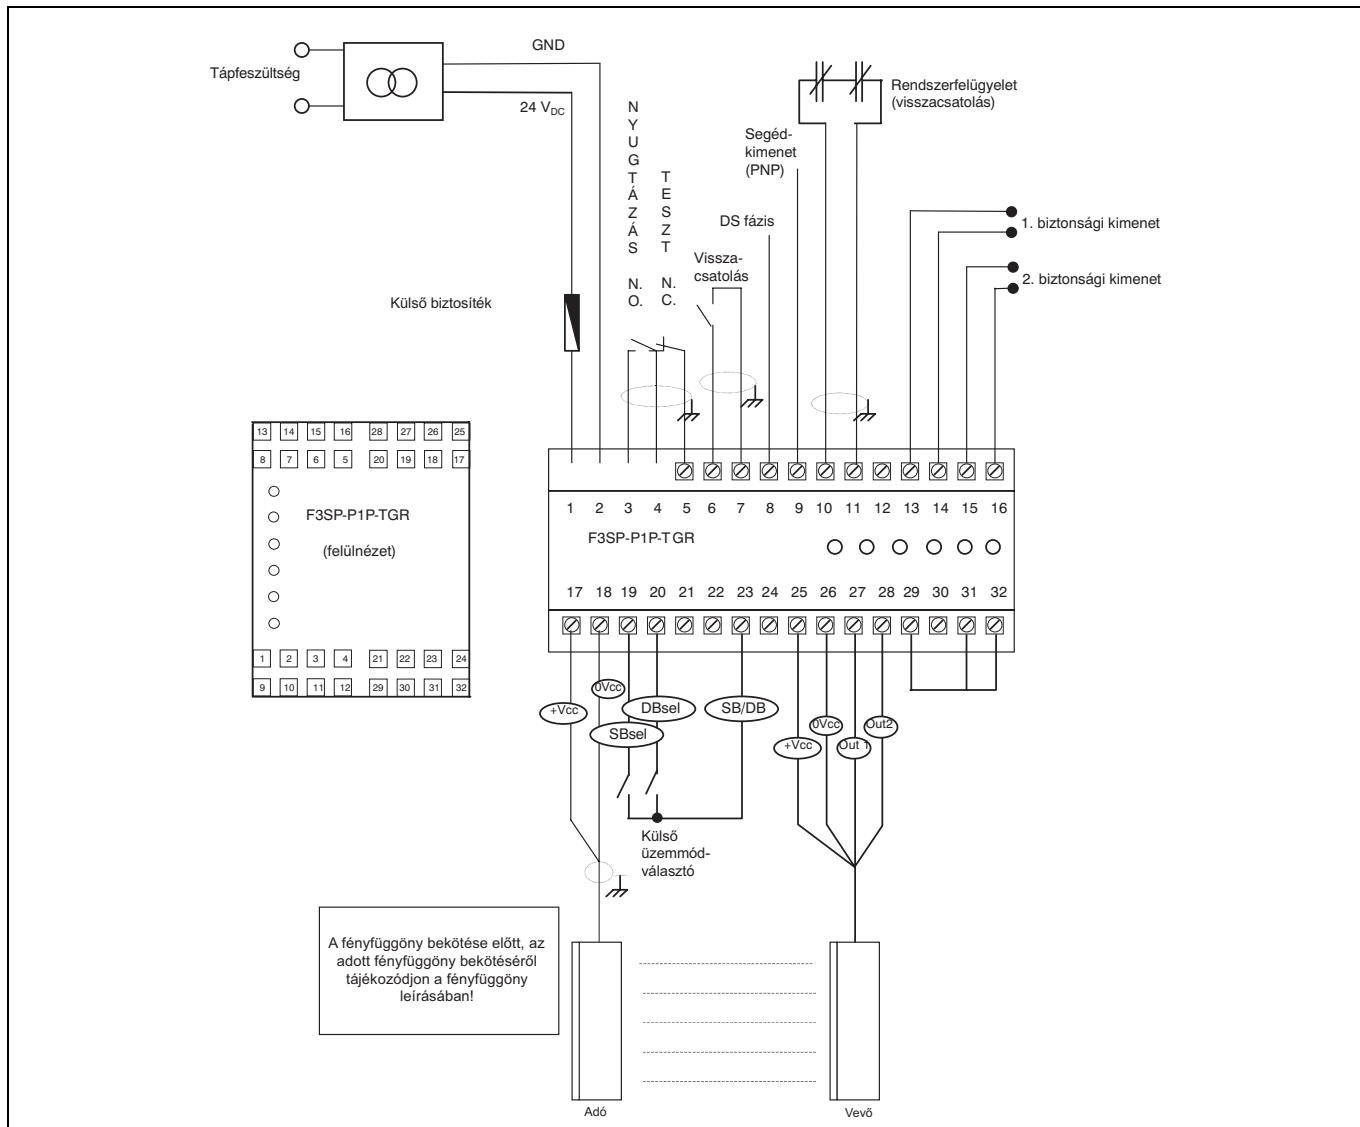 GND
Tápfeszültség
24 VDC
NYUGTÁZÁS N.O.
TESZT N.C.
Rendszerfelügyelet
(visszacsatolás)
Segéd-
kimenet
(PNP)
DS fázis
Vissza-
csatolás
1. biztonsági kimenet
2. biztonsági kimenet
Külső biztosíték
13 14 15 16 28 27 26 25
8 7 6 5 20 19 18 17
F3SP-P1P-TGR
(felülnézet)
1 2 3 4 21 22 23 24
9 10 11 12 29 30 31 32
1 2 3 4 5 6 7 8 9 10 11 12 13 14 15 16
F3SP-P1P-TGR
17 18 19 20 21 22 23 24 25 26 27 28 29 30 31 32
0Vcc
+Vcc
DBsel
SB/DB
SBsel
0Vcc
Out2
+Vcc
Out 1
Külső
üzemmód-
választó
A fényfüggöny bekötése előtt, az
adott fényfüggöny bekötéséről
tájékozódjon a fényfüggöny
leírásában!
Adó
Vevő